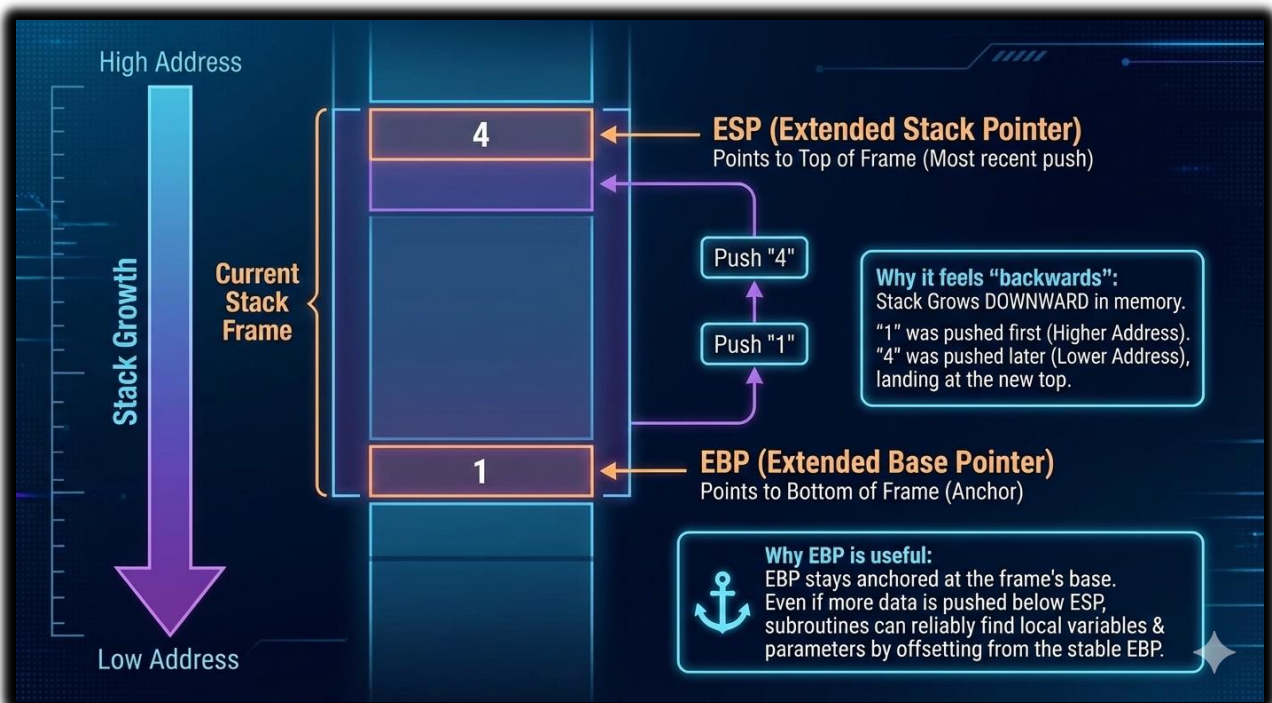 High Address
Stack Growth
Low Address
Current
Stack
Frame
4
1
ESP (Extended Stack Pointer)
Points to Top of Frame (Most recent push)
Push "4"
Push "1"
Why it feels “backwards”:
Stack Grows DOWNWARD in memory.
“1” was pushed first (Higher Address).
“4” was pushed later (Lower Address),
landing at the new top.
EBP (Extended Base Pointer)
Points to Bottom of Frame (Anchor)
Why EBP is useful:
EBP stays anchored at the frame's base.
Even if more data is pushed below ESP,
subroutines can reliably find local variables &
parameters by offsetting from the stable EBP.